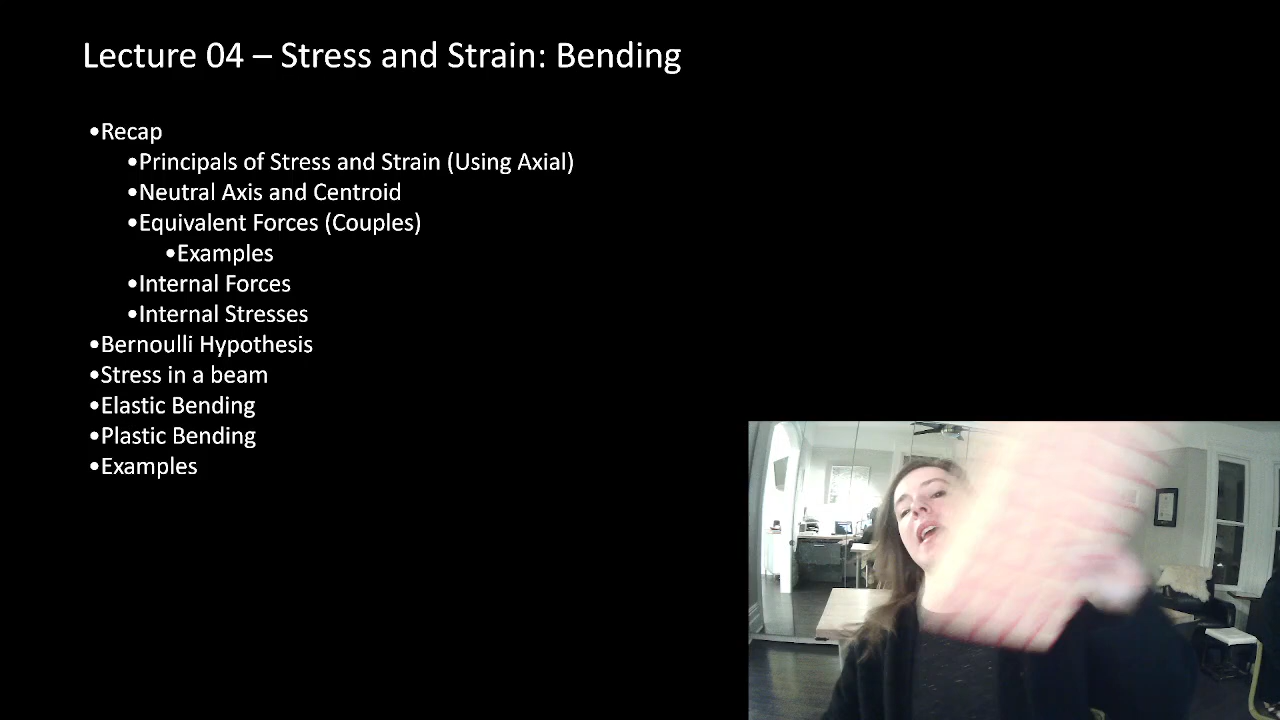 Lecture 04 – Stress and Strain: Bending
•Recap
•Principals of Stress and Strain (Using Axial)
•Neutral Axis and Centroid
•Equivalent Forces (Couples)
•Examples
•Internal Forces
•Internal Stresses
•Bernoulli Hypothesis
•Stress in a beam
•Elastic Bending
•Plastic Bending
•Examples